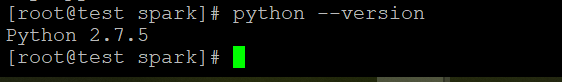 [root@test spark]# python --version
Python 2.7.5
[root@test spark]#